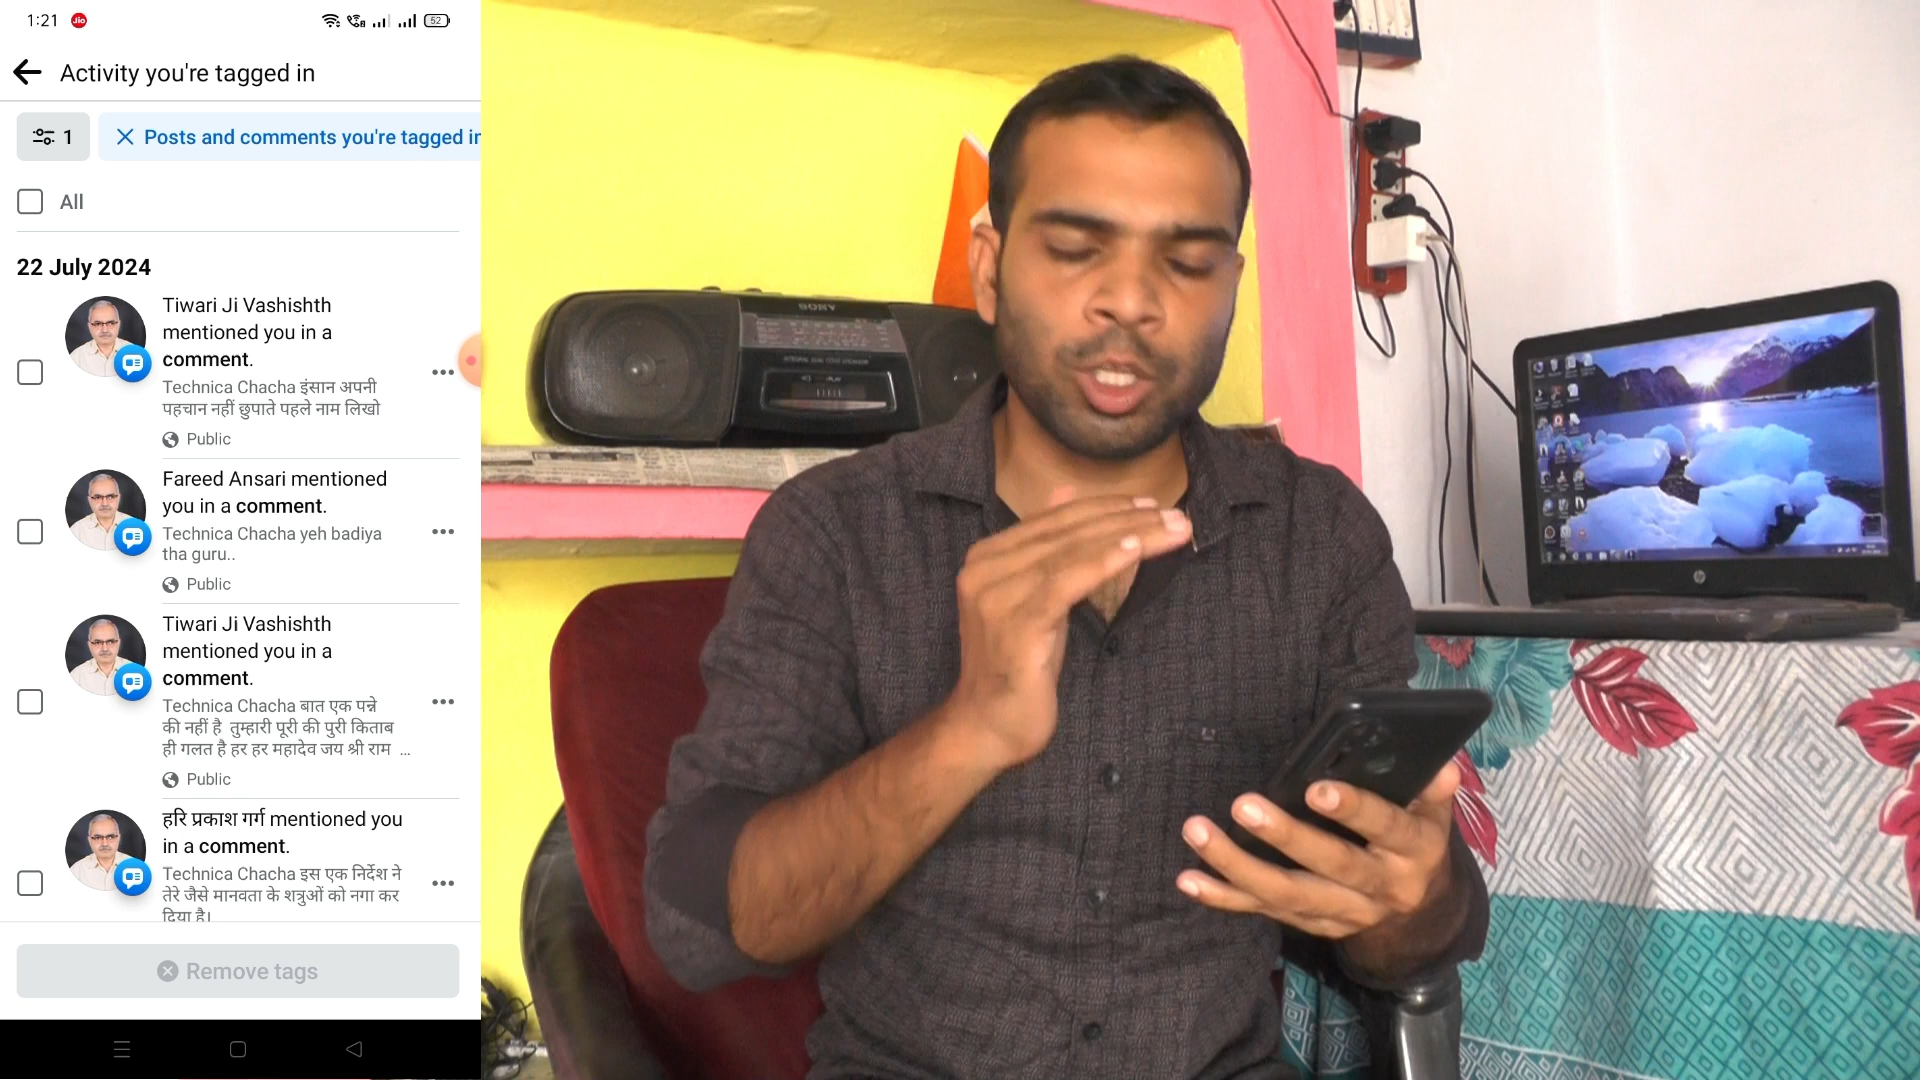 1:21 Jio 52
Activity you're tagged in
1 Posts and comments you're tagged in
All
22 July 2024
Tiwari Ji Vashishth
mentioned you in a
comment.
Technica Chacha इंसान अपनी
पहचान नहीं छुपाते पहले नाम लिखो
Public
Fareed Ansari mentioned
you in a comment.
Technica Chacha yeh badiya
tha guru..
Public
Tiwari Ji Vashishth
mentioned you in a
comment.
Technica Chacha बात एक पन्ने
की नहीं है तुम्हारी पूरी की पुरी किताब
ही गलत है हर हर महादेव जय श्री राम ...
Public
हरि प्रकाश गर्ग mentioned you
in a comment.
Technica Chacha इस एक निर्देश ने
तेरे जैसे मानवता के शत्रुओं को नगा कर
दिया है।
Remove tags
SONY
hp